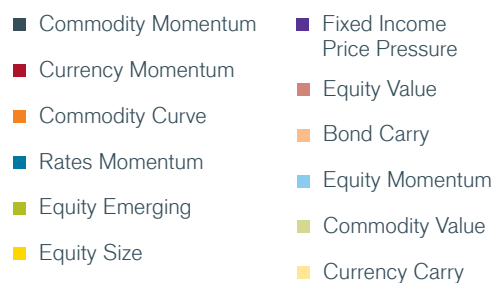 Commodity Momentum
Currency Momentum
Commodity Curve
Rates Momentum
Equity Emerging
Equity Size
Fixed Income
Price Pressure
Equity Value
Bond Carry
Equity Momentum
Commodity Value
Currency Carry